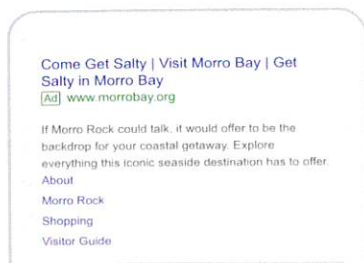 Come Get Salty | Visit Morro Bay | Get
Salty in Morro Bay
Ad www.morrobay.org
If Morro Rock could talk, it would offer to be the
backdrop for your coastal getaway. Explore
everything this iconic seaside destination has to offer.
About
Morro Rock
Shopping
Visitor Guide